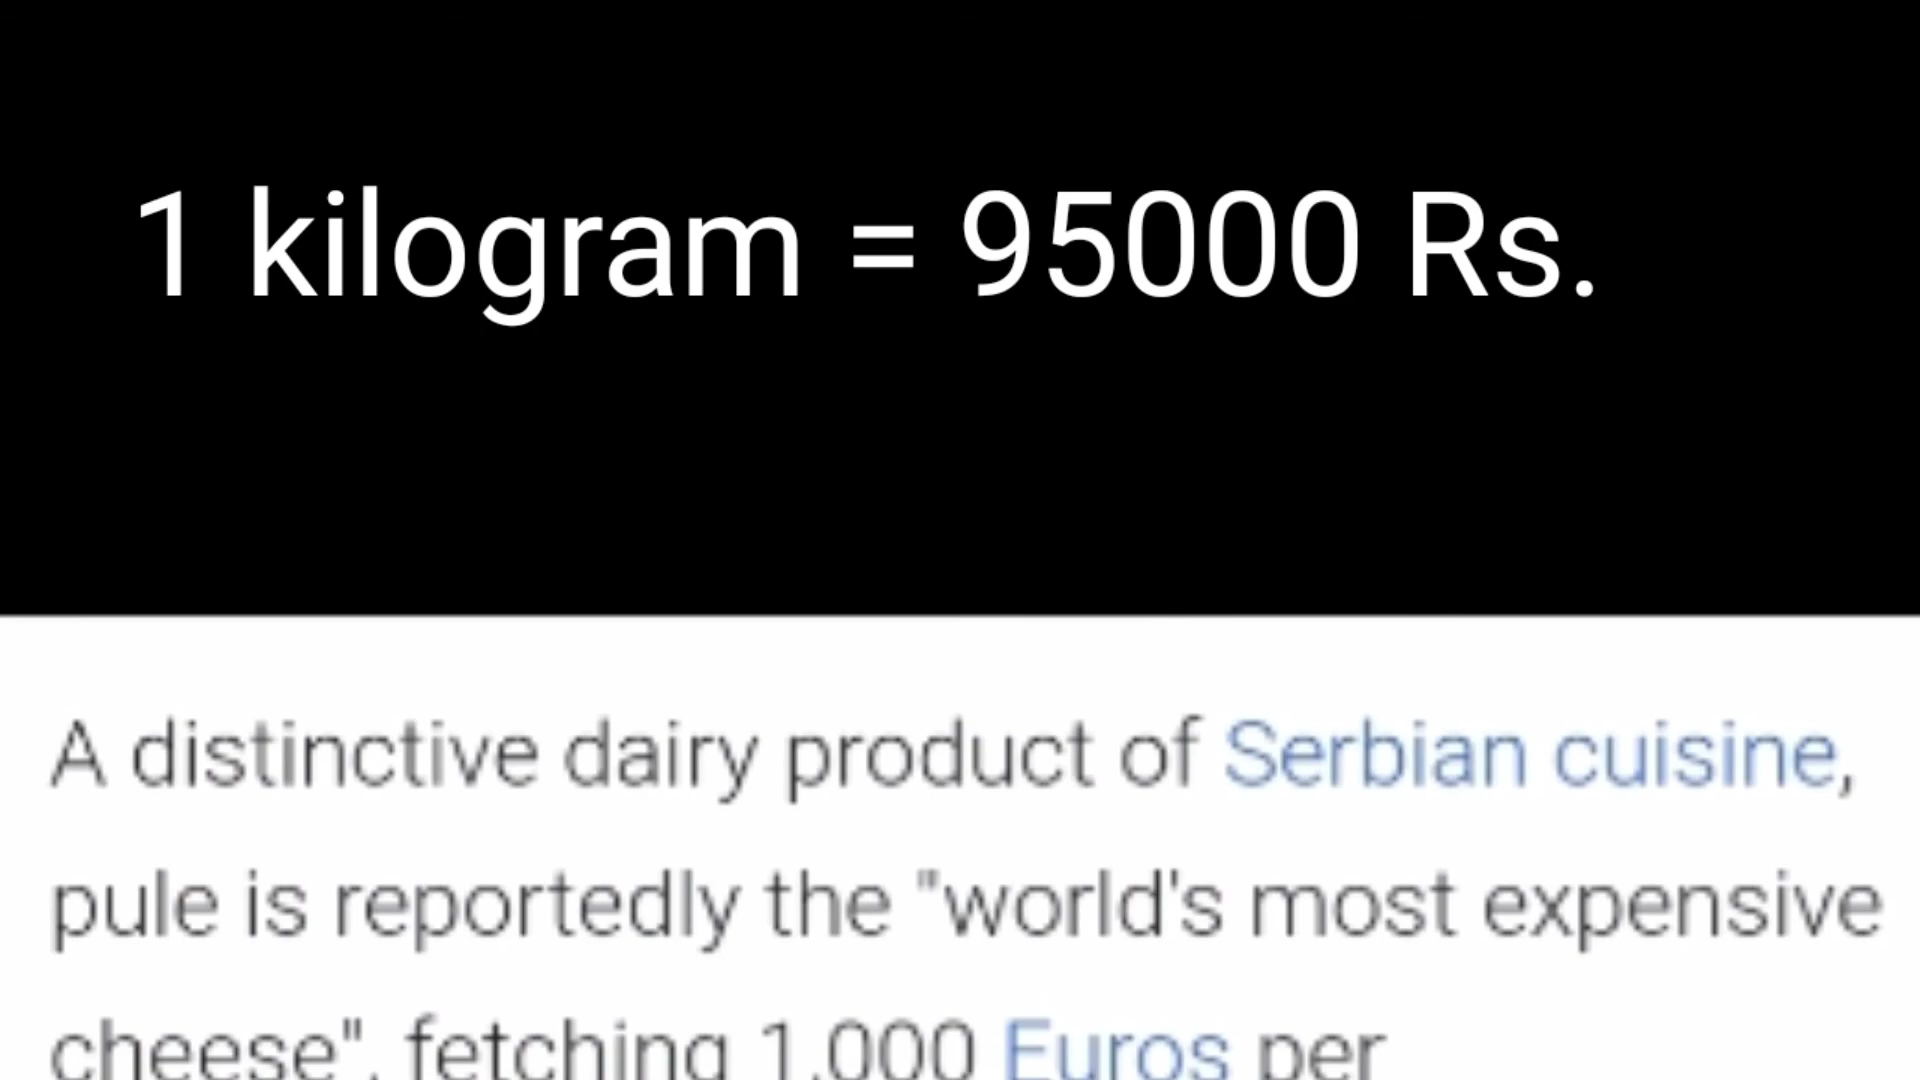 1 kilogram = 95000 Rs.
A distinctive dairy product of Serbian cuisine,
pule is reportedly the "world's most expensive
cheese", fetching 1,000 Euros per